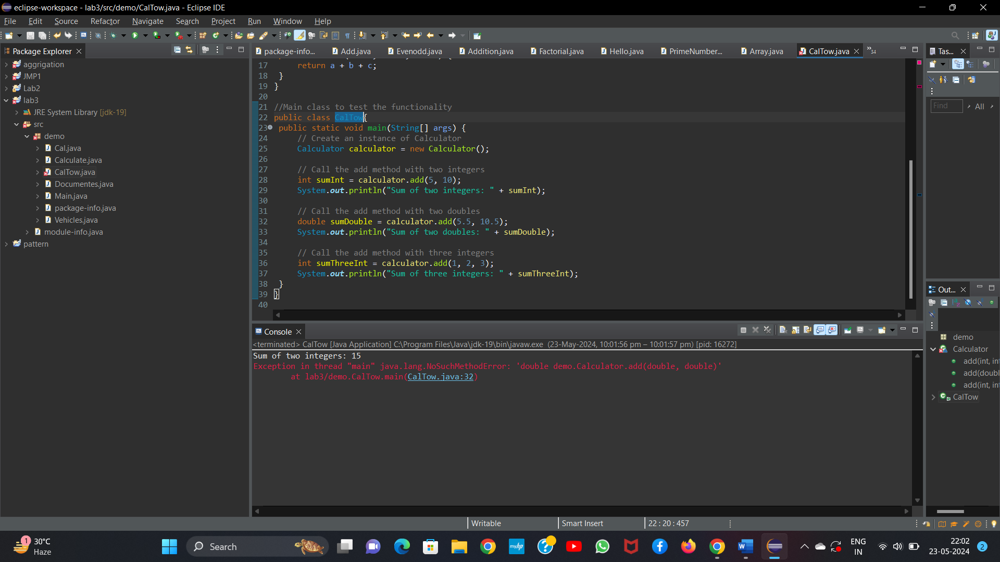 eclipse-workspace - lab3/src/demo/CalTow.java - Eclipse IDE
File Edit Source Refactor Navigate Search Project Run Window Help
Package Explorer
aggrigation
JMP1
Lab2
lab3
JRE System Library [jdk-19]
src
demo
Cal.java
Calculate.java
CalTow.java
Documentes.java
Main.java
package-info.java
Vehicles.java
module-info.java
pattern
package-info... Add.java Evenodd.java Addition.java Factorial.java Hello.java PrimeNumber... Array.java CalTow.java »34
17 return a + b + c;
18 }
19 }
20
21 //Main class to test the functionality
22 public class CalTow{
23 public static void main(String[] args) {
24 // Create an instance of Calculator
25 Calculator calculator = new Calculator();
26
27 // Call the add method with two integers
28 int sumInt = calculator.add(5, 10);
29 System.out.println("Sum of two integers: " + sumInt);
30
31 // Call the add method with two doubles
32 double sumDouble = calculator.add(5.5, 10.5);
33 System.out.println("Sum of two doubles: " + sumDouble);
34
35 // Call the add method with three integers
36 int sumThreeInt = calculator.add(1, 2, 3);
37 System.out.println("Sum of three integers: " + sumThreeInt);
38 }
39 }
40
Console
<terminated> CalTow [Java Application] C:\Program Files\Java\jdk-19\bin\javaw.exe (23-May-2024, 10:01:56 pm – 10:01:57 pm) [pid: 16272]
Sum of two integers: 15
Exception in thread "main" java.lang.NoSuchMethodError: 'double demo.Calculator.add(double, double)'
at lab3/demo.CalTow.main(CalTow.java:32)
Tas...
Find All
Out...
demo
Calculator
add(int, in
add(doubl
add(int, in
CalTow
Writable Smart Insert 22 : 20 : 457
1 30°C
Haze
Search
myhp
ENG
IN
22:02
23-05-2024
2